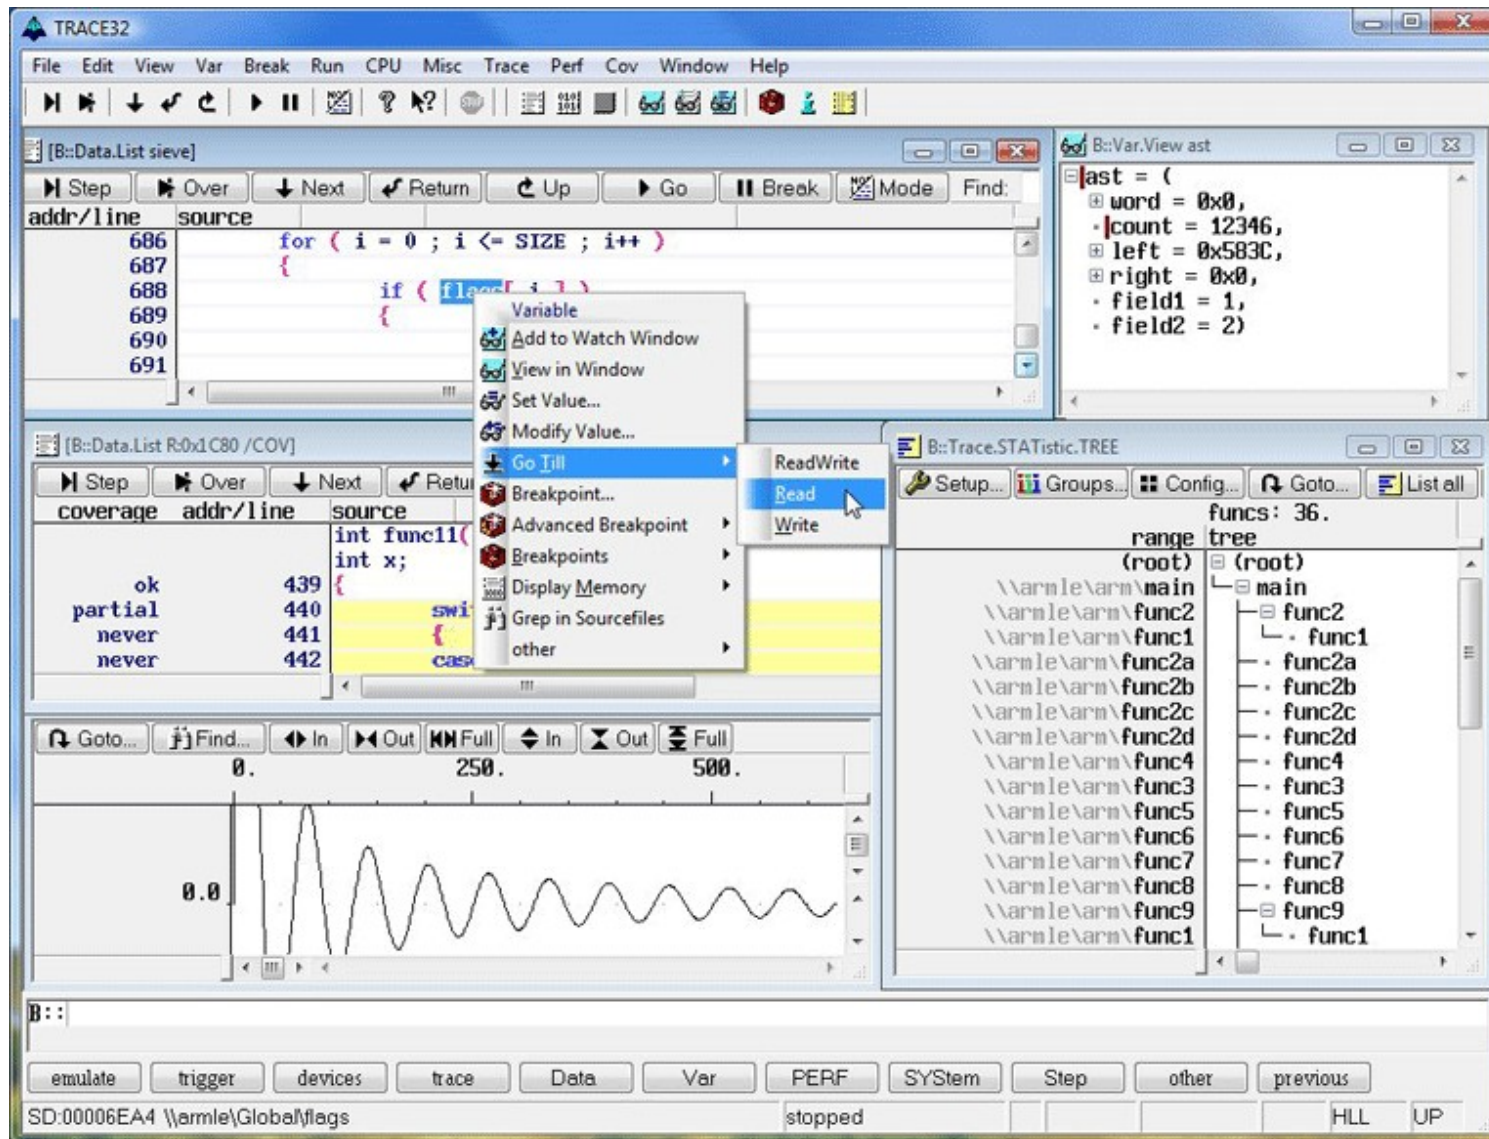 TRACE32
File Edit View Var Break Run CPU Misc Trace Perf Cov Window Help
[B::Data.List sieve]
Step Over Next Return Up Go Break Mode Find:
addr/line source
686 for ( i = 0 ; i <= SIZE ; i++ )
687 {
688 if ( flags[ i ] )
689 {
690
691
B::Var.View ast
ast = (
word = 0x0,
count = 12346,
left = 0x583C,
right = 0x0,
field1 = 1,
field2 = 2)
Variable
Add to Watch Window
View in Window
Set Value...
Modify Value...
Go Till
Breakpoint...
Advanced Breakpoint
Breakpoints
Display Memory
Grep in Sourcefiles
other
ReadWrite
Read
Write
[B::Data.List R:0x1C80 /COV]
Step Over Next
coverage addr/line source
int func11(
int x;
ok 439 {
partial 440
never 441 {
never 442
B::Trace.STATistic.TREE
Setup... Groups... Config... Goto... List all
funcs: 36.
range tree
(root) (root)
\\armle\arm\main main
\\armle\arm\func2 func2
\\armle\arm\func1 func1
\\armle\arm\func2a func2a
\\armle\arm\func2b func2b
\\armle\arm\func2c func2c
\\armle\arm\func2d func2d
\\armle\arm\func4 func4
\\armle\arm\func3 func3
\\armle\arm\func5 func5
\\armle\arm\func6 func6
\\armle\arm\func7 func7
\\armle\arm\func8 func8
\\armle\arm\func9 func9
\\armle\arm\func1 func1
Goto... Find... In Out Full In Out Full
0. 250. 500.
0.0
B::
emulate trigger devices trace Data Var PERF SYStem Step other previous
SD:00006EA4 \\armle\Global\flags stopped HLL UP